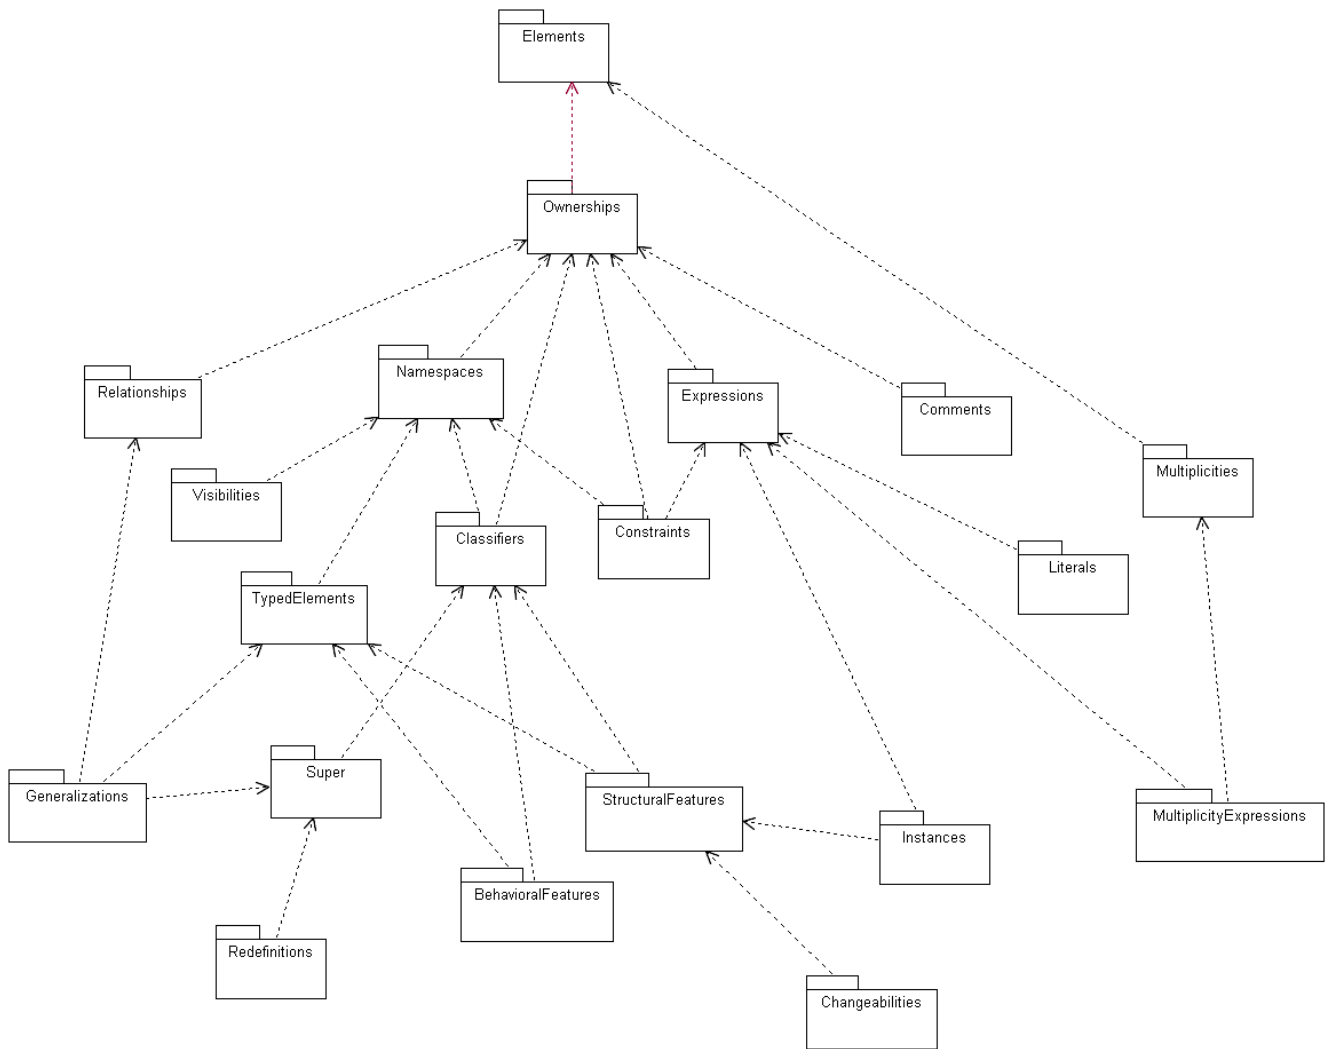 Elements
Ownerships
Namespaces
Relationships
Expressions
Comments
Multiplicities
Visibilities
Classifiers
Constraints
Literals
TypedElements
Super
Generalizations
StructuralFeatures
MultiplicityExpressions
Instances
BehavioralFeatures
Redefinitions
Changeabilities